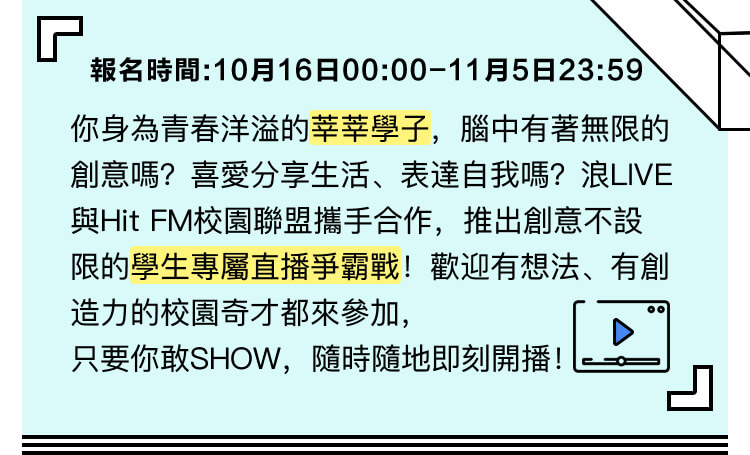 報名時間:10月16日00:00-11月5日23:59
你身為青春洋溢的莘莘學子，腦中有著無限的
創意嗎？喜愛分享生活、表達自我嗎？浪LIVE
與Hit FM校園聯盟攜手合作，推出創意不設
限的學生專屬直播爭霸戰！歡迎有想法、有創
造力的校園奇才都來參加，
只要你敢SHOW，隨時隨地即刻開播！